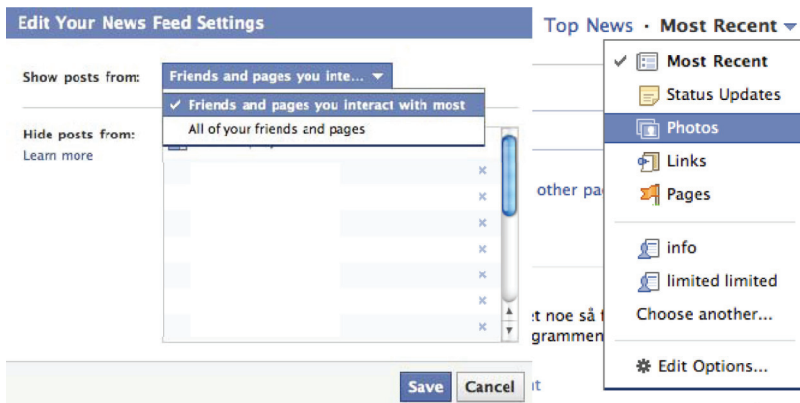 Edit Your News Feed Settings
Show posts from:
Friends and pages you inte...
Friends and pages you interact with most
All of your friends and pages
Hide posts from:
Learn more
Save
Cancel
Top News · Most Recent
Most Recent
Status Updates
Photos
Links
Pages
info
limited limited
Choose another...
Edit Options...
other pa
t noe så f
grammen
t